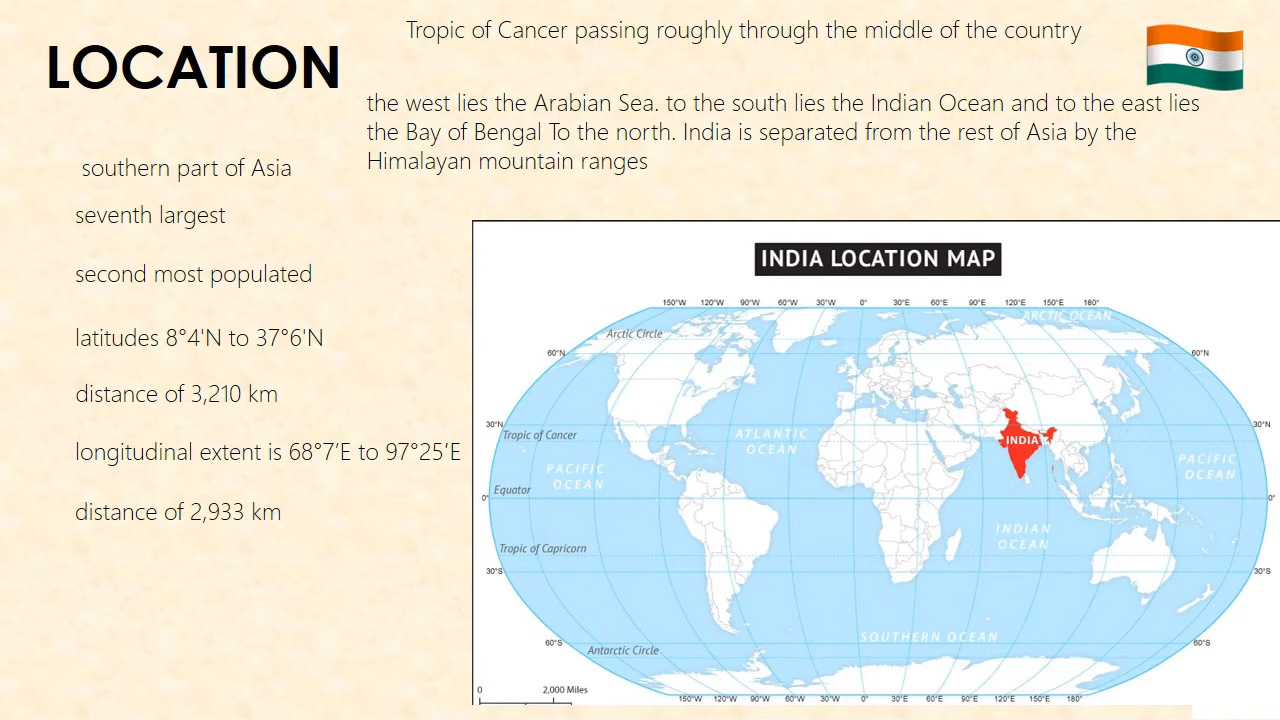 LOCATION
Tropic of Cancer passing roughly through the middle of the country
the west lies the Arabian Sea. to the south lies the Indian Ocean and to the east lies
the Bay of Bengal To the north. India is separated from the rest of Asia by the
Himalayan mountain ranges
southern part of Asia
seventh largest
second most populated
latitudes 8°4'N to 37°6'N
distance of 3,210 km
longitudinal extent is 68°7'E to 97°25'E
distance of 2,933 km
INDIA LOCATION MAP
150°W 120°W 90°W 60°W 30°W 0° 30°E 60°E 90°E 120°E 150°E 180°
ARCTIC OCEAN
Arctic Circle
60°N 60°N
30°N 30°N
Tropic of Cancer
ATLANTIC
OCEAN
INDIA
PACIFIC
OCEAN
PACIFIC
OCEAN
Equator
0° 0°
INDIAN
OCEAN
Tropic of Capricorn
30°S 30°S
SOUTHERN OCEAN
60°S 60°S
Antarctic Circle
0 2,000 Miles
150°W 120°W 90°W 60°W 30°W 0° 30°E 60°E 90°E 120°E 150°E 180°